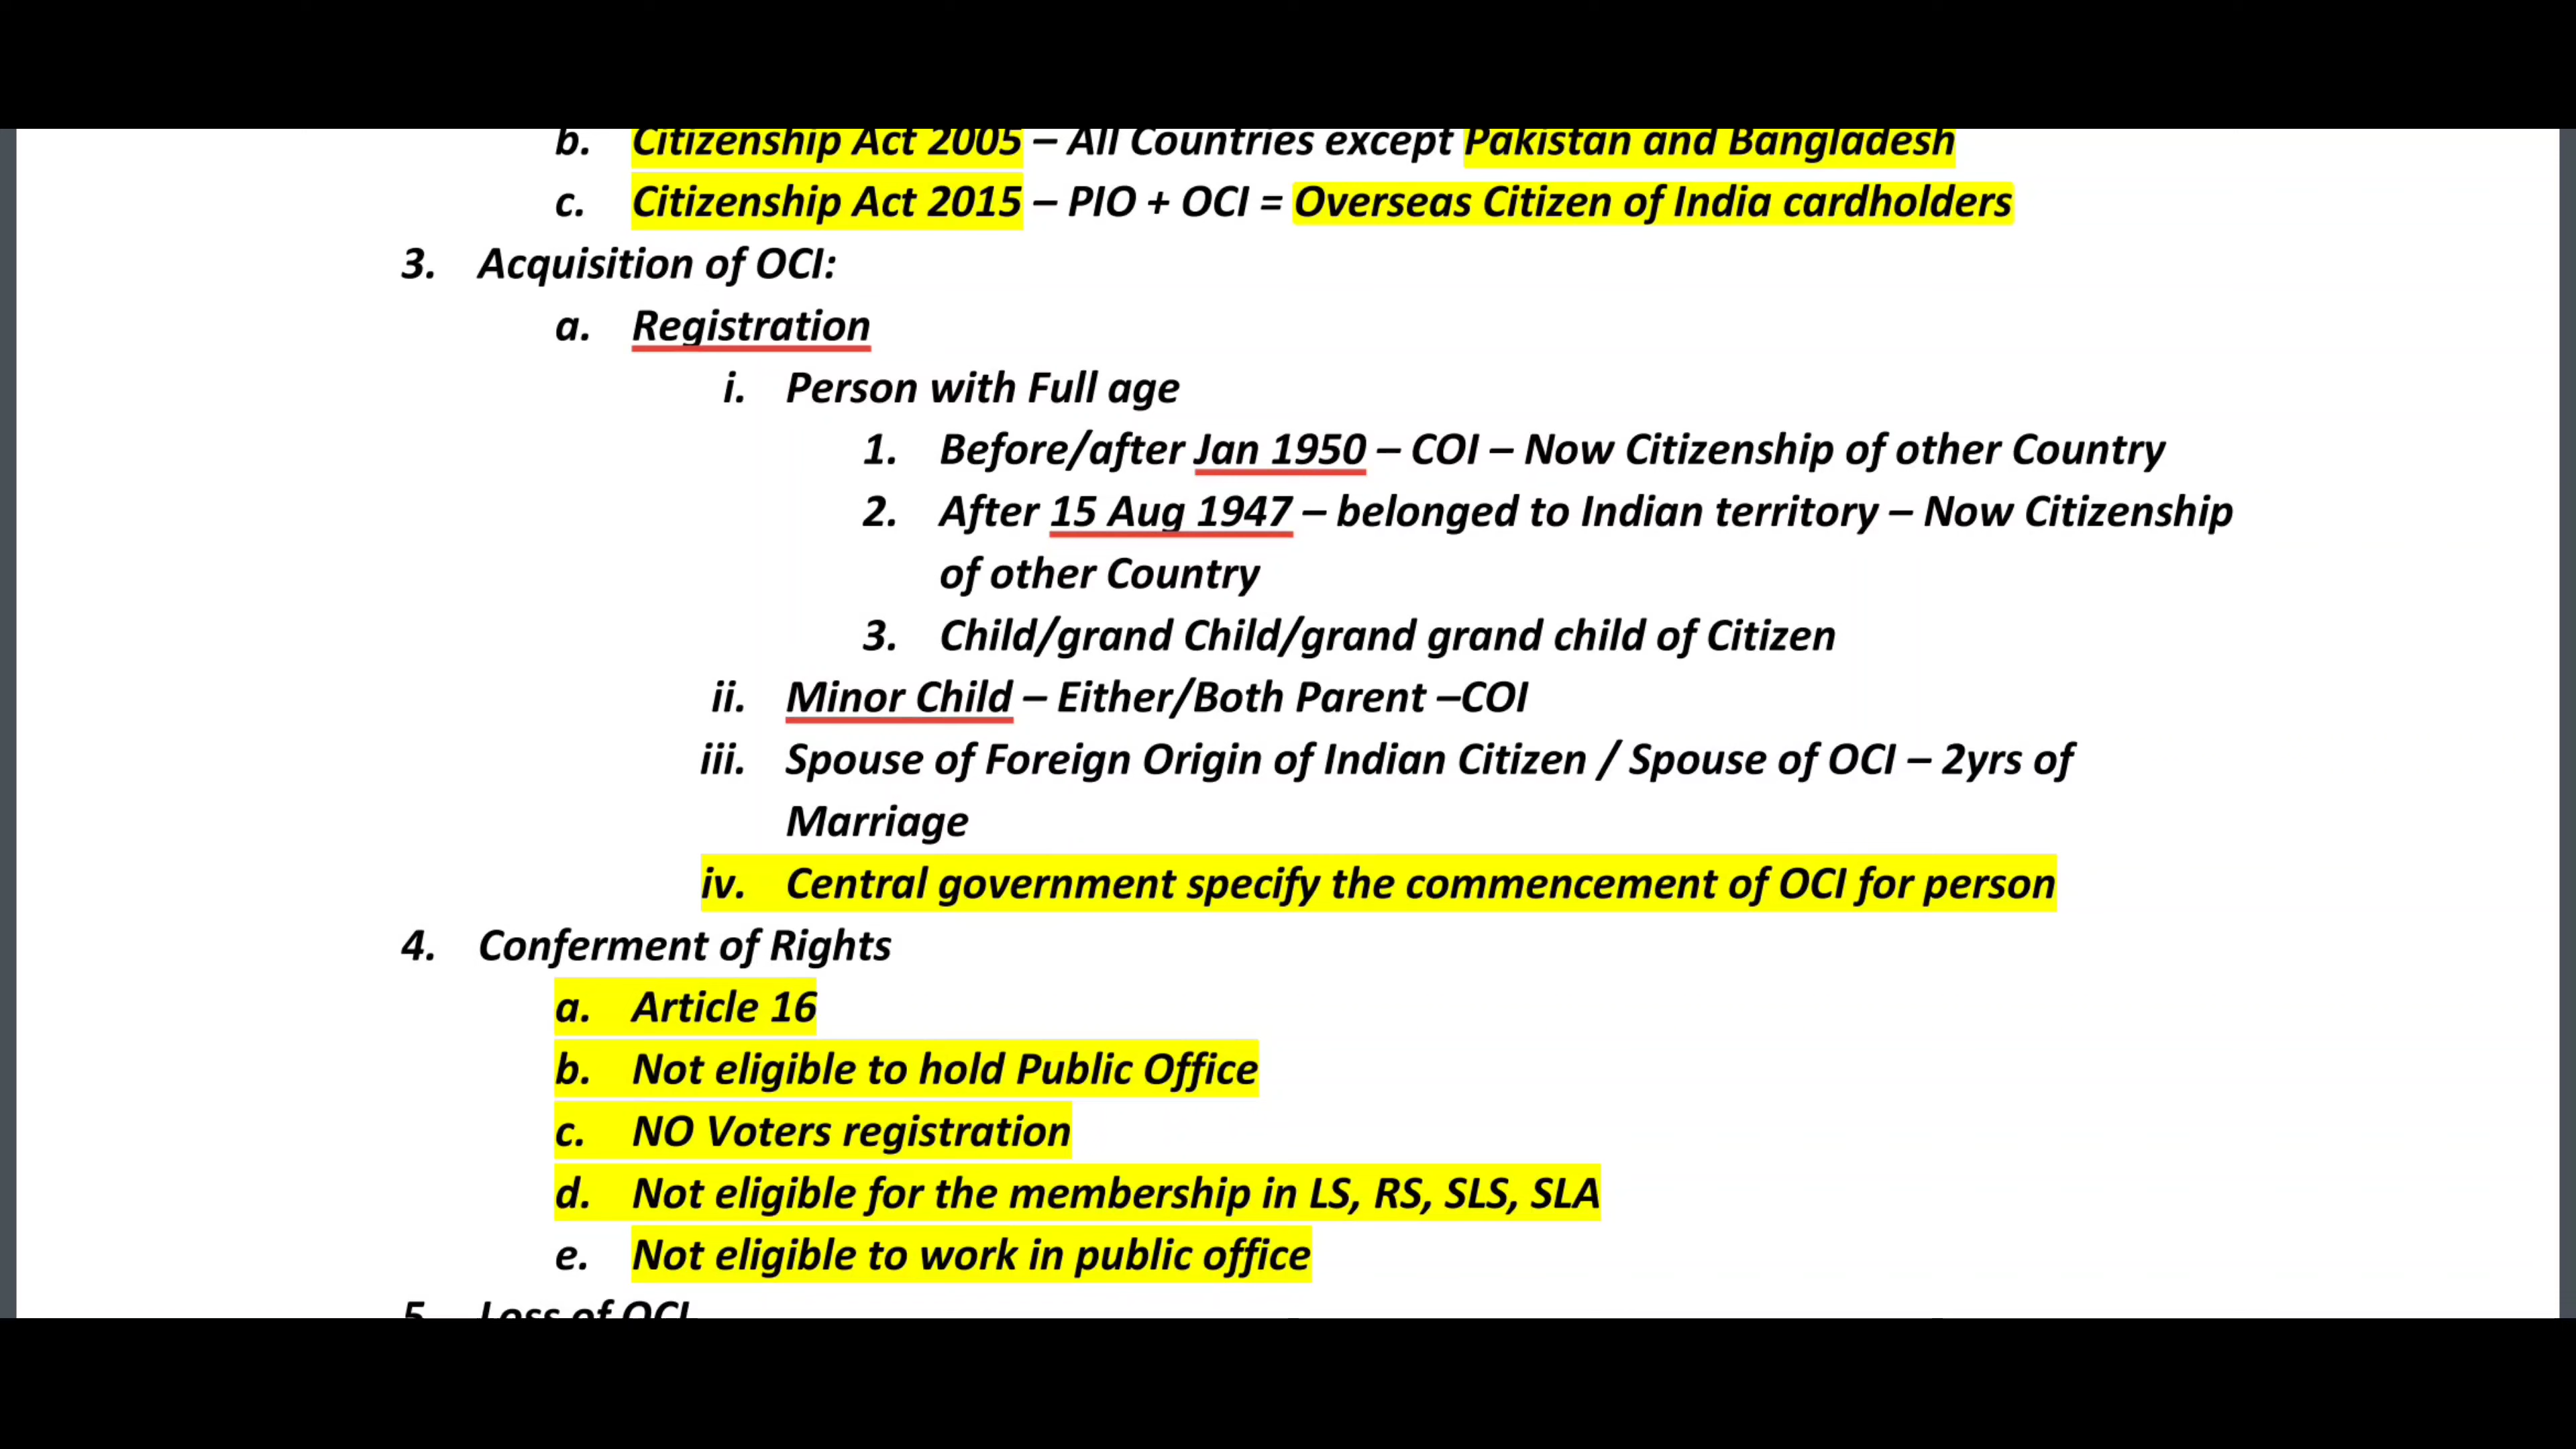 b. Citizenship Act 2005 – All Countries except Pakistan and Bangladesh
c. Citizenship Act 2015 – PIO + OCI = Overseas Citizen of India cardholders
3. Acquisition of OCI:
a. Registration
i. Person with Full age
1. Before/after Jan 1950 – COI – Now Citizenship of other Country
2. After 15 Aug 1947 – belonged to Indian territory – Now Citizenship
of other Country
3. Child/grand Child/grand grand child of Citizen
ii. Minor Child – Either/Both Parent –COI
iii. Spouse of Foreign Origin of Indian Citizen / Spouse of OCI – 2yrs of
Marriage
iv. Central government specify the commencement of OCI for person
4. Conferment of Rights
a. Article 16
b. Not eligible to hold Public Office
c. NO Voters registration
d. Not eligible for the membership in LS, RS, SLS, SLA
e. Not eligible to work in public office
5. Loss of OCI